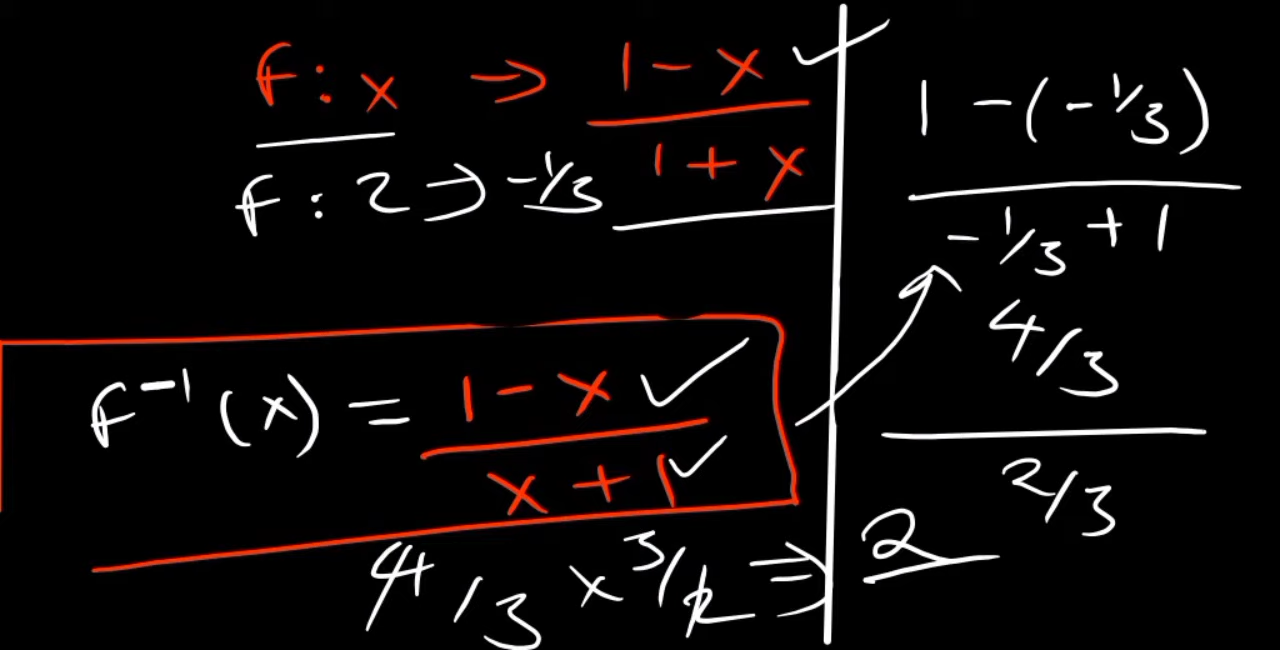 F : x → 1 - x
1 + x
F : 2 → -1/3
F⁻¹(x) = 1 - x
x + 1
4/3 x 3/2 ⇒ 2
1 - (-1/3)
-1/3 + 1
4/3
2/3